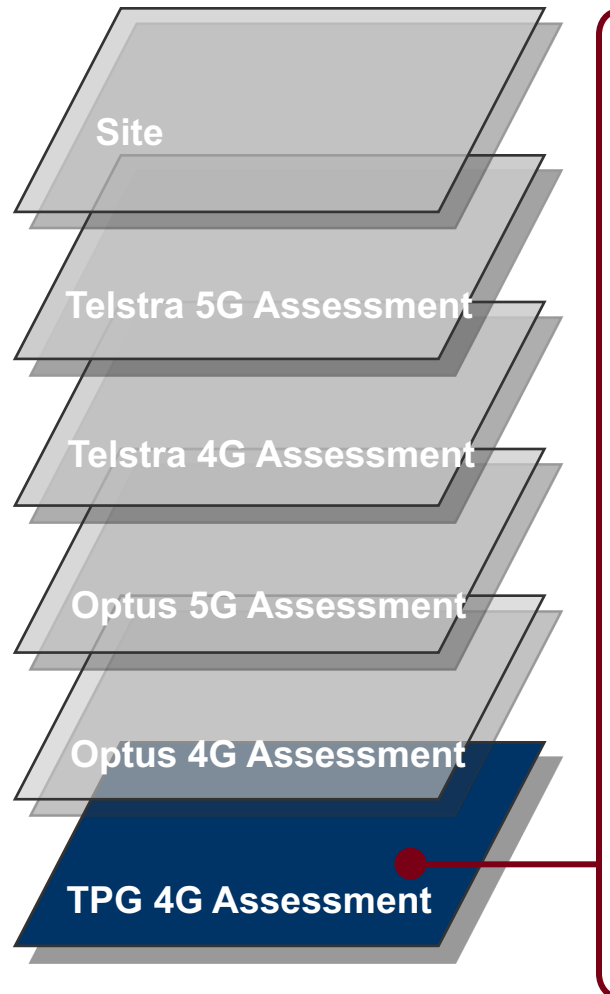 Site
Telstra 5G Assessment
Telstra 4G Assessment
Optus 5G Assessment
Optus 4G Assessment
TPG 4G Assessment